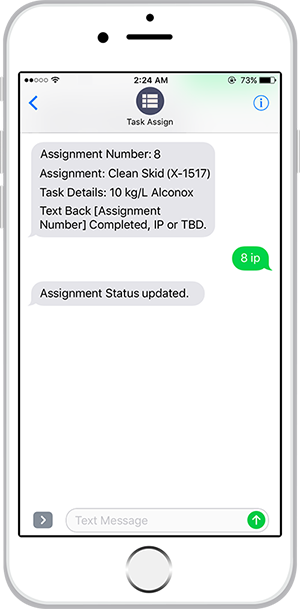 2:24 AM 73%
Task Assign
Assignment Number: 8
Assignment: Clean Skid (X-1517)
Task Details: 10 kg/L Alconox
Text Back [Assignment
Number] Completed, IP or TBD.
8 ip
Assignment Status updated.
Text Message